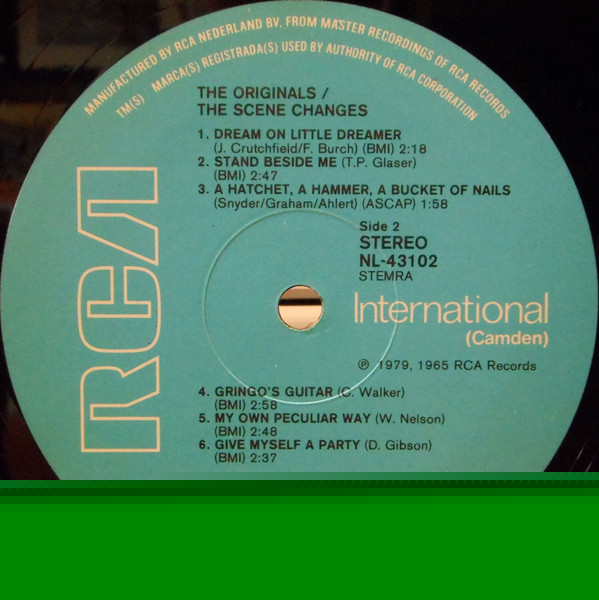 MANUFACTURED BY RCA NEDERLAND BV. FROM MASTER RECORDINGS OF RCA RECORDS
TM(S) MARCA(S) REGISTRADA(S) USED BY AUTHORITY OF RCA CORPORATION
RCA
THE ORIGINALS /
THE SCENE CHANGES
1. DREAM ON LITTLE DREAMER
(J. Crutchfield/F. Burch) (BMI) 2:18
2. STAND BESIDE ME (T.P. Glaser)
(BMI) 2:47
3. A HATCHET, A HAMMER, A BUCKET OF NAILS
(Snyder/Graham/Ahlert) (ASCAP) 1:58
Side 2
STEREO
NL-43102
STEMRA
International
(Camden)
℗ 1979, 1965 RCA Records
4. GRINGO'S GUITAR (C. Walker)
(BMI) 2:58
5. MY OWN PECULIAR WAY (W. Nelson)
(BMI) 2:48
6. GIVE MYSELF A PARTY (D. Gibson)
(BMI) 2:37